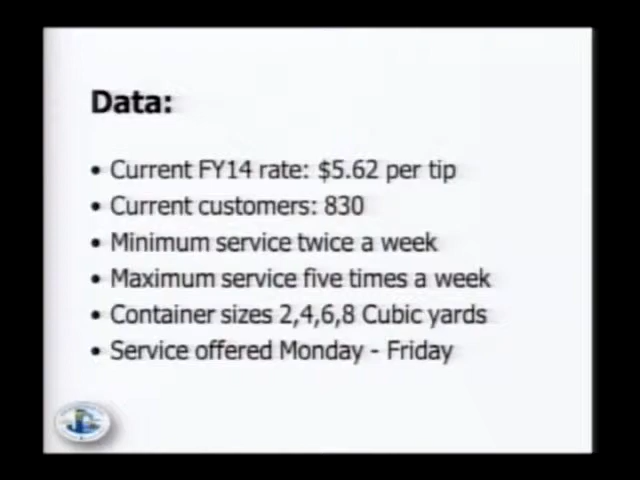 Data:
• Current FY14 rate: $5.62 per tip
• Current customers: 830
• Minimum service twice a week
• Maximum service five times a week
• Container sizes 2,4,6,8 Cubic yards
• Service offered Monday - Friday